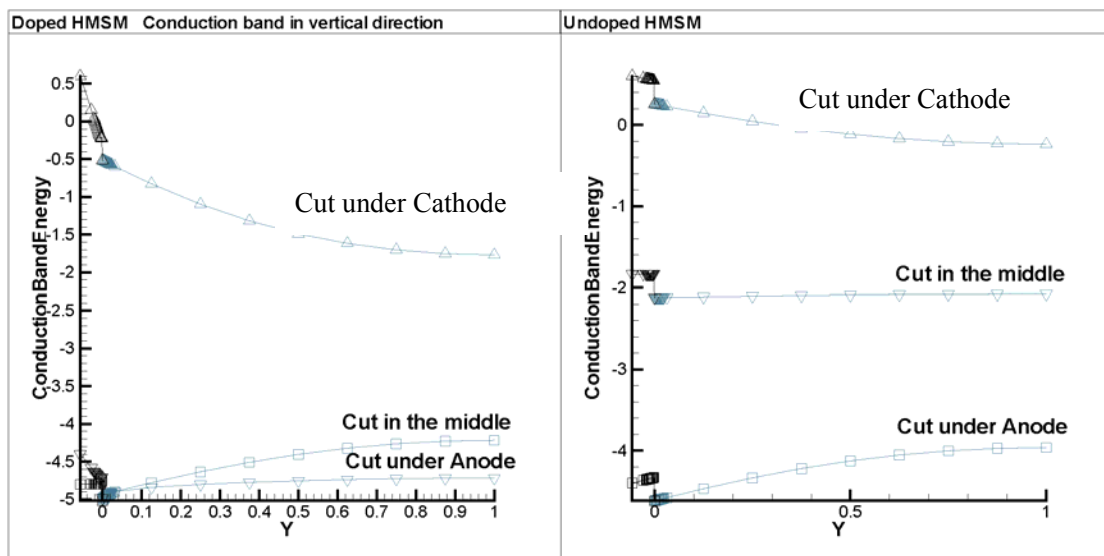 Doped HMSM Conduction band in vertical direction
Undoped HMSM
ConductionBandEnergy
0.5
0
-0.5
-1
-1.5
-2
-2.5
-3
-3.5
-4
-4.5
-5
Cut under Cathode
Cut in the middle
Cut under Anode
0 0.1 0.2 0.3 0.4 0.5 0.6 0.7 0.8 0.9 1
Y
ConductionBandEnergy
0
-2
-4
Cut under Cathode
Cut in the middle
Cut under Anode
0 0.5 1
Y